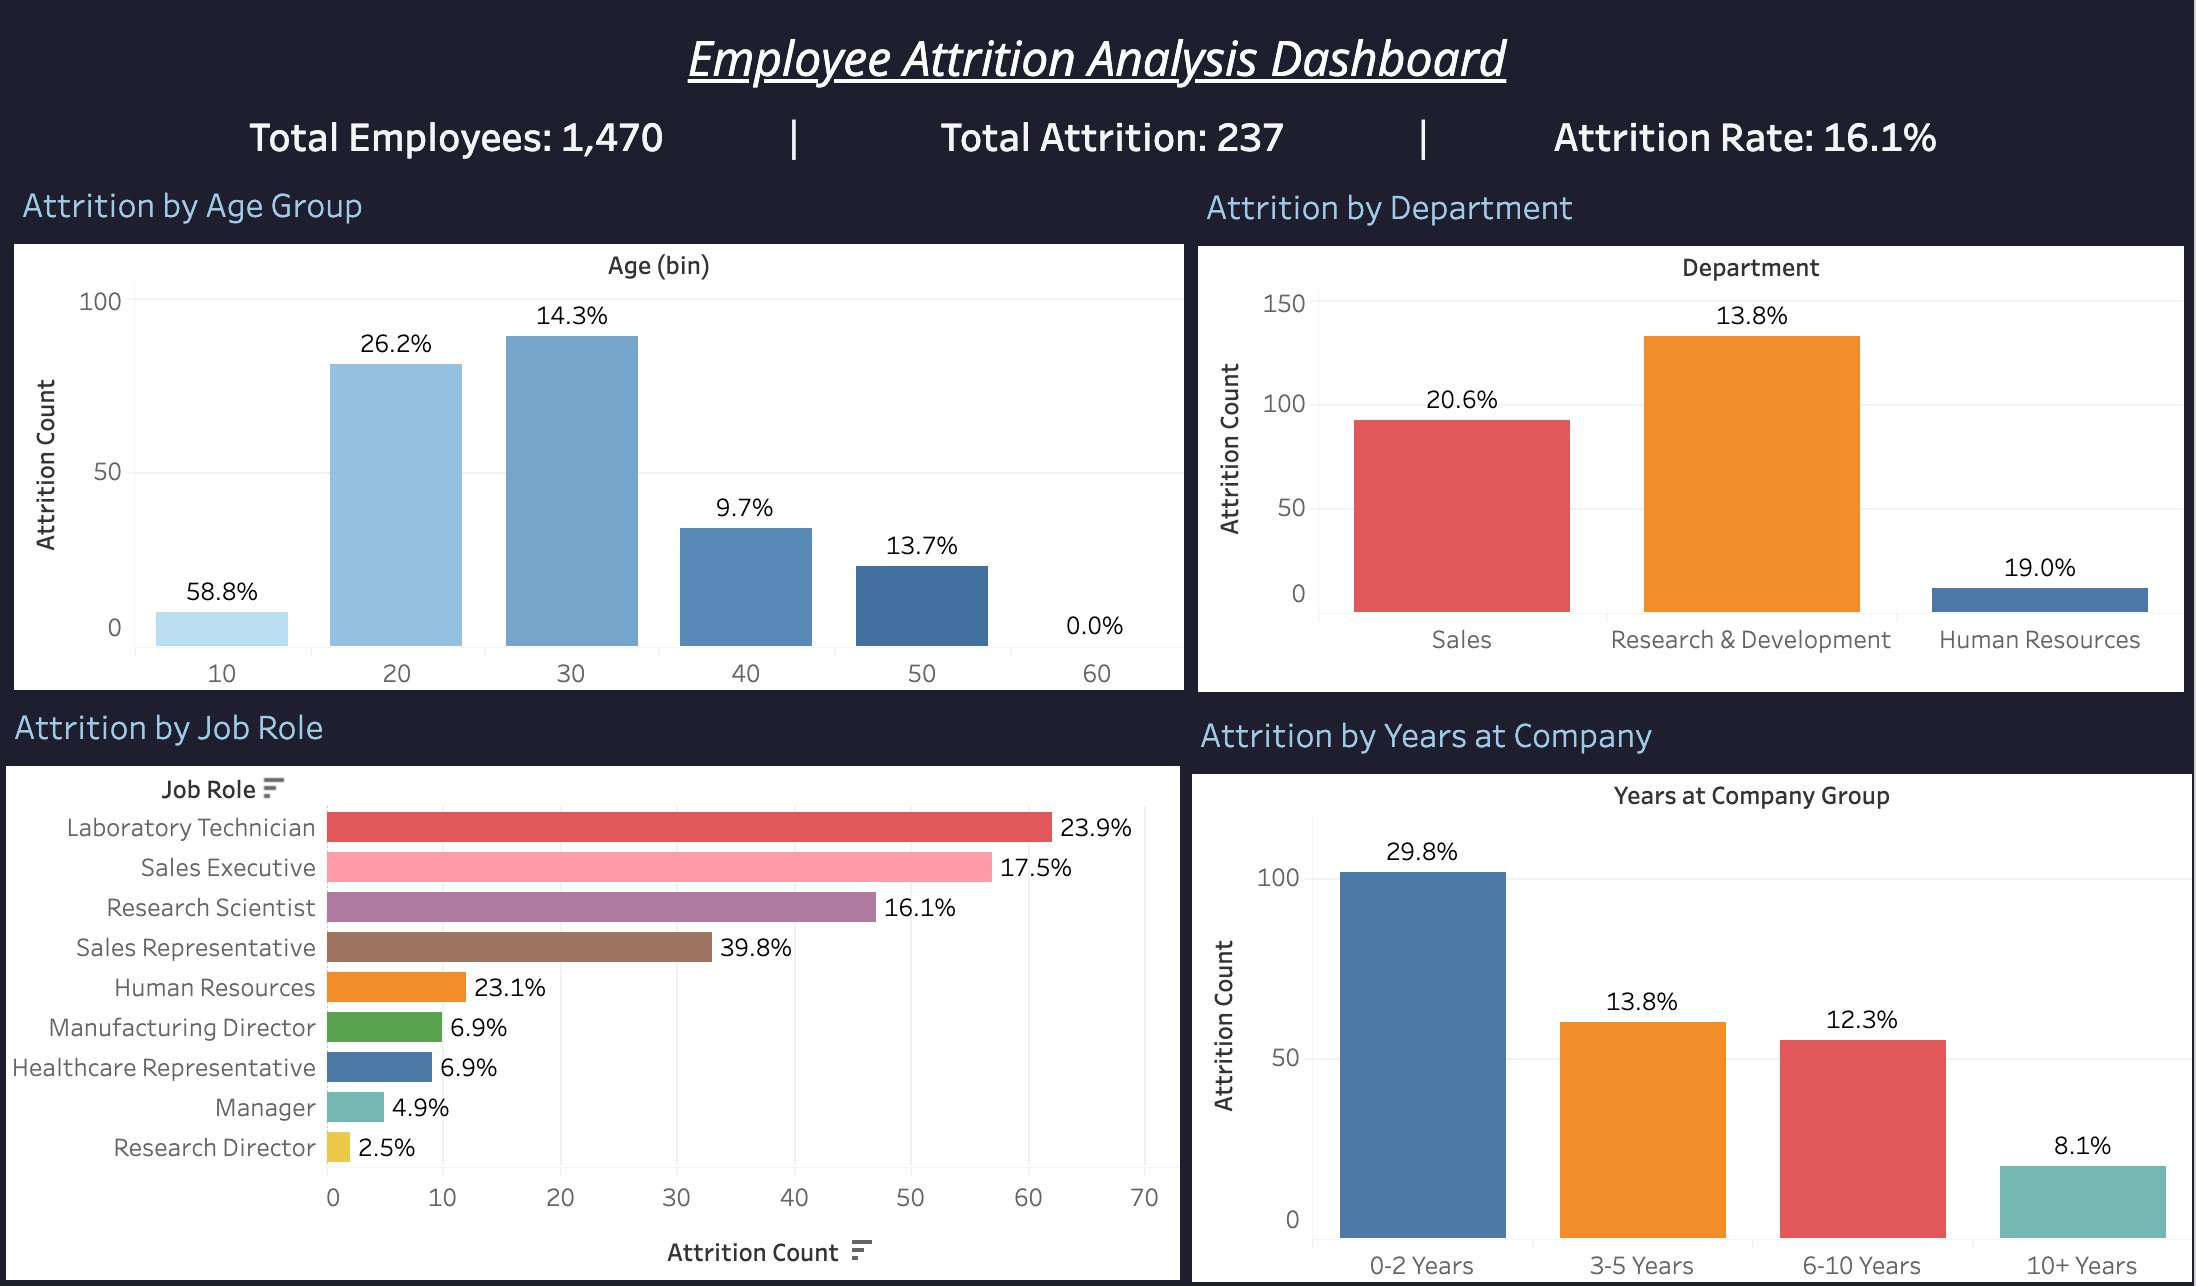 Employee Attrition Analysis Dashboard
Total Employees: 1,470 | Total Attrition: 237 | Attrition Rate: 16.1%
Attrition by Age Group
Age (bin)
Attrition Count
100
50
0
58.8%
26.2%
14.3%
9.7%
13.7%
0.0%
10 20 30 40 50 60
Attrition by Department
Department
Attrition Count
150
100
50
0
20.6%
13.8%
19.0%
Sales Research & Development Human Resources
Attrition by Job Role
Job Role
Laboratory Technician 23.9%
Sales Executive 17.5%
Research Scientist 16.1%
Sales Representative 39.8%
Human Resources 23.1%
Manufacturing Director 6.9%
Healthcare Representative 6.9%
Manager 4.9%
Research Director 2.5%
0 10 20 30 40 50 60 70
Attrition Count
Attrition by Years at Company
Years at Company Group
Attrition Count
100
50
0
29.8%
13.8%
12.3%
8.1%
0-2 Years 3-5 Years 6-10 Years 10+ Years